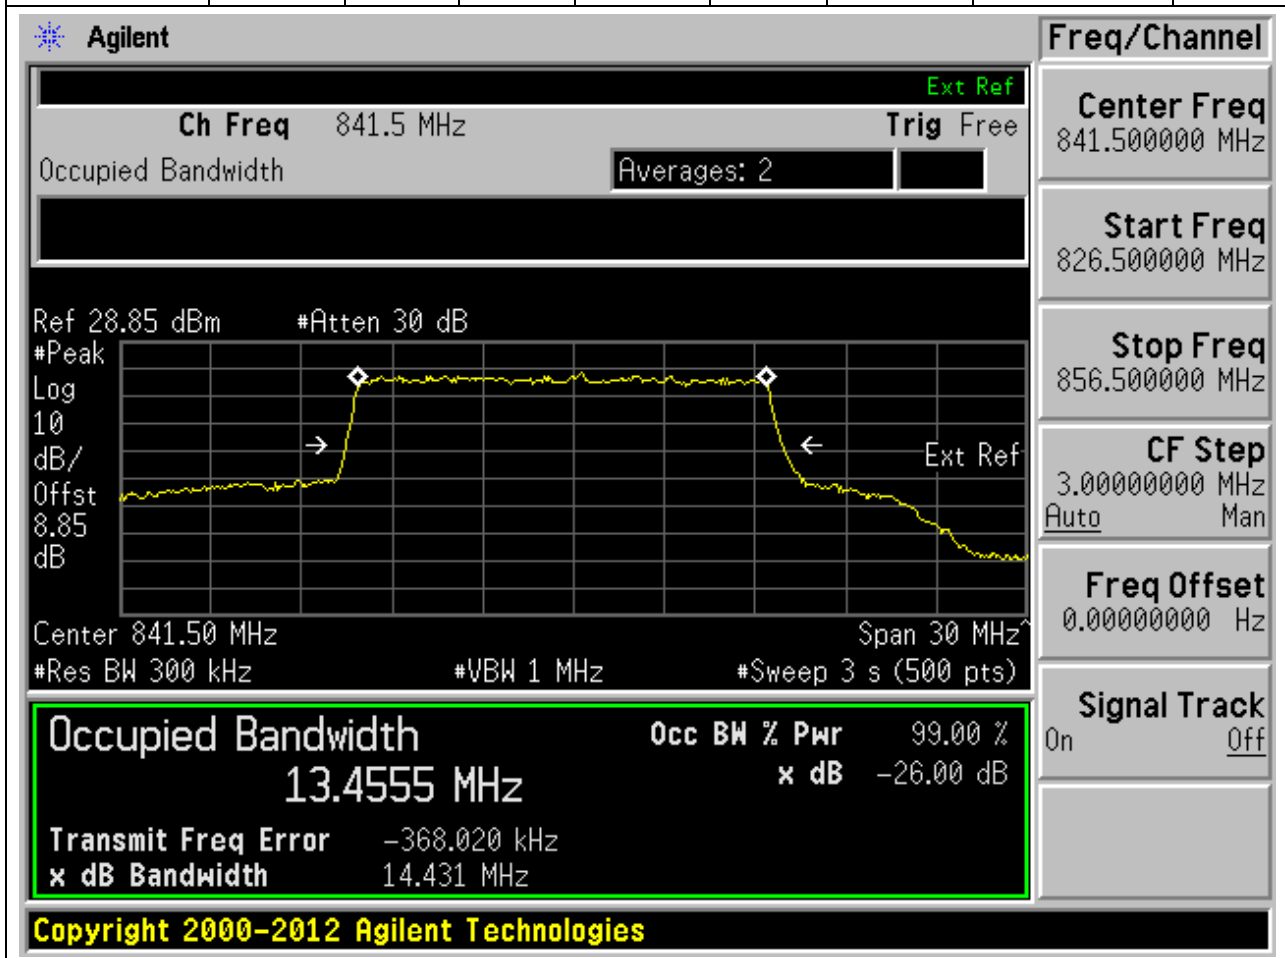 Agilent
Freq/Channel
Ext Ref
Ch Freq 841.5 MHz Trig Free
Occupied Bandwidth Averages: 2
Center Freq
841.500000 MHz
Start Freq
826.500000 MHz
Stop Freq
856.500000 MHz
CF Step
3.00000000 MHz
Auto Man
Freq Offset
0.00000000 Hz
Signal Track
On Off
Ref 28.85 dBm #Atten 30 dB
#Peak
Log
10
dB/
Offst
8.85
dB
Ext Ref
Center 841.50 MHz Span 30 MHz^
#Res BW 300 kHz #VBW 1 MHz #Sweep 3 s (500 pts)
Occupied Bandwidth
13.4555 MHz
Occ BW % Pwr 99.00 %
x dB -26.00 dB
Transmit Freq Error -368.020 kHz
x dB Bandwidth 14.431 MHz
Copyright 2000-2012 Agilent Technologies